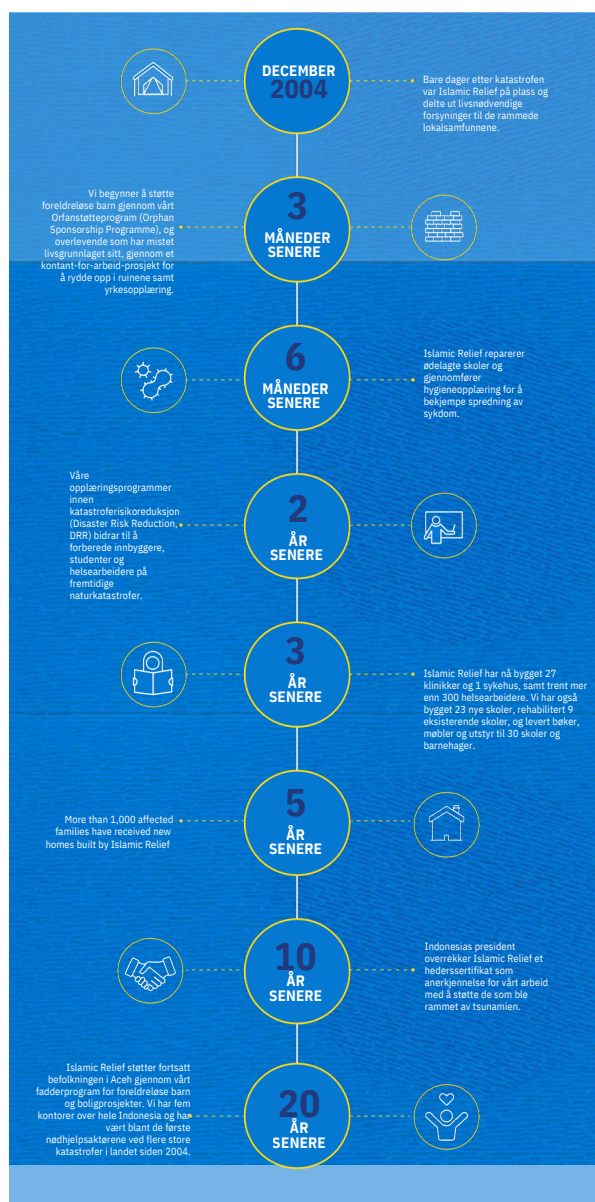 DECEMBER
2004
Bare dager etter katastrofen
var Islamic Relief på plass og
delte ut livsnødvendige
forsyninger til de rammede
lokalsamfunnene.
3
MÅNEDER
SENERE
Vi begynner å støtte
foreldreløse barn gjennom vårt
Orfanstøtteprogram (Orphan
Sponsorship Programme), og
overlevende som har mistet
livsgrunnlaget sitt, gjennom et
kontant-for-arbeid-prosjekt for
å rydde opp i ruinene samt
yrkesopplæring.
6
MÅNEDER
SENERE
Islamic Relief reparerer
ødelagte skoler og
gjennomfører
hygieneopplæring for å
bekjempe spredning av
sykdom.
2
ÅR
SENERE
Våre
opplæringsprogrammer
innen
katastroferisikoreduksjon
(Disaster Risk Reduction,
DRR) bidrar til å
forberede innbyggere,
studenter og
helsearbeidere på
fremtidige
naturkatastrofer.
3
ÅR
SENERE
Islamic Relief har nå bygget 27
klinikker og 1 sykehus, samt trent mer
enn 300 helsearbeidere. Vi har også
bygget 23 nye skoler, rehabilitert 9
eksisterende skoler, og levert bøker,
møbler og utstyr til 30 skoler og
barnehager.
5
ÅR
SENERE
More than 1,000 affected
families have received new
homes built by Islamic Relief
10
ÅR
SENERE
Indonesias president
overrekker Islamic Relief et
hederssertifikat som
anerkjennelse for vårt arbeid
med å støtte de som ble
rammet av tsunamien.
20
ÅR
SENERE
Islamic Relief støtter fortsatt
befolkningen i Aceh gjennom vårt
fadderprogram for foreldreløse barn
og boligprosjekter. Vi har fem
kontorer over hele Indonesia og har
vært blant de første
nødhjelpsaktørene ved flere store
katastrofer i landet siden 2004.